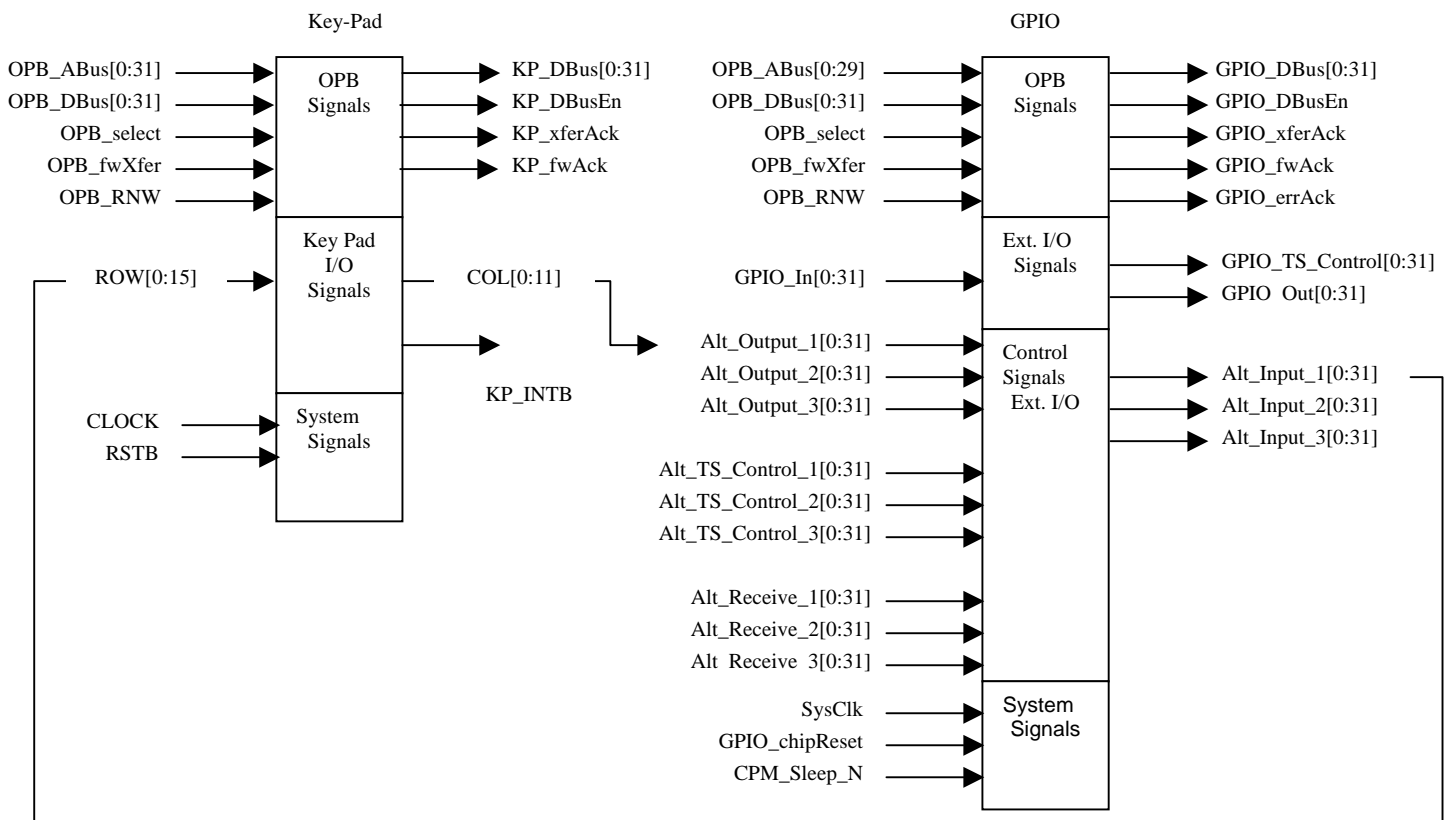 Key-Pad
OPB_ABus[0:31]
OPB_DBus[0:31]
OPB_select
OPB_fwXfer
OPB_RNW
OPB
Signals
KP_DBus[0:31]
KP_DBusEn
KP_xferAck
KP_fwAck
ROW[0:15]
Key Pad
I/O
Signals
COL[0:11]
KP_INTB
CLOCK
RSTB
System
Signals
GPIO
OPB_ABus[0:29]
OPB_DBus[0:31]
OPB_select
OPB_fwXfer
OPB_RNW
OPB
Signals
GPIO_DBus[0:31]
GPIO_DBusEn
GPIO_xferAck
GPIO_fwAck
GPIO_errAck
GPIO_In[0:31]
Ext. I/O
Signals
GPIO_TS_Control[0:31]
GPIO Out[0:31]
Alt_Output_1[0:31]
Alt_Output_2[0:31]
Alt_Output_3[0:31]
Control
Signals
Ext. I/O
Alt_Input_1[0:31]
Alt_Input_2[0:31]
Alt_Input_3[0:31]
Alt_TS_Control_1[0:31]
Alt_TS_Control_2[0:31]
Alt_TS_Control_3[0:31]
Alt_Receive_1[0:31]
Alt_Receive_2[0:31]
Alt Receive 3[0:31]
SysClk
GPIO_chipReset
CPM_Sleep_N
System
Signals